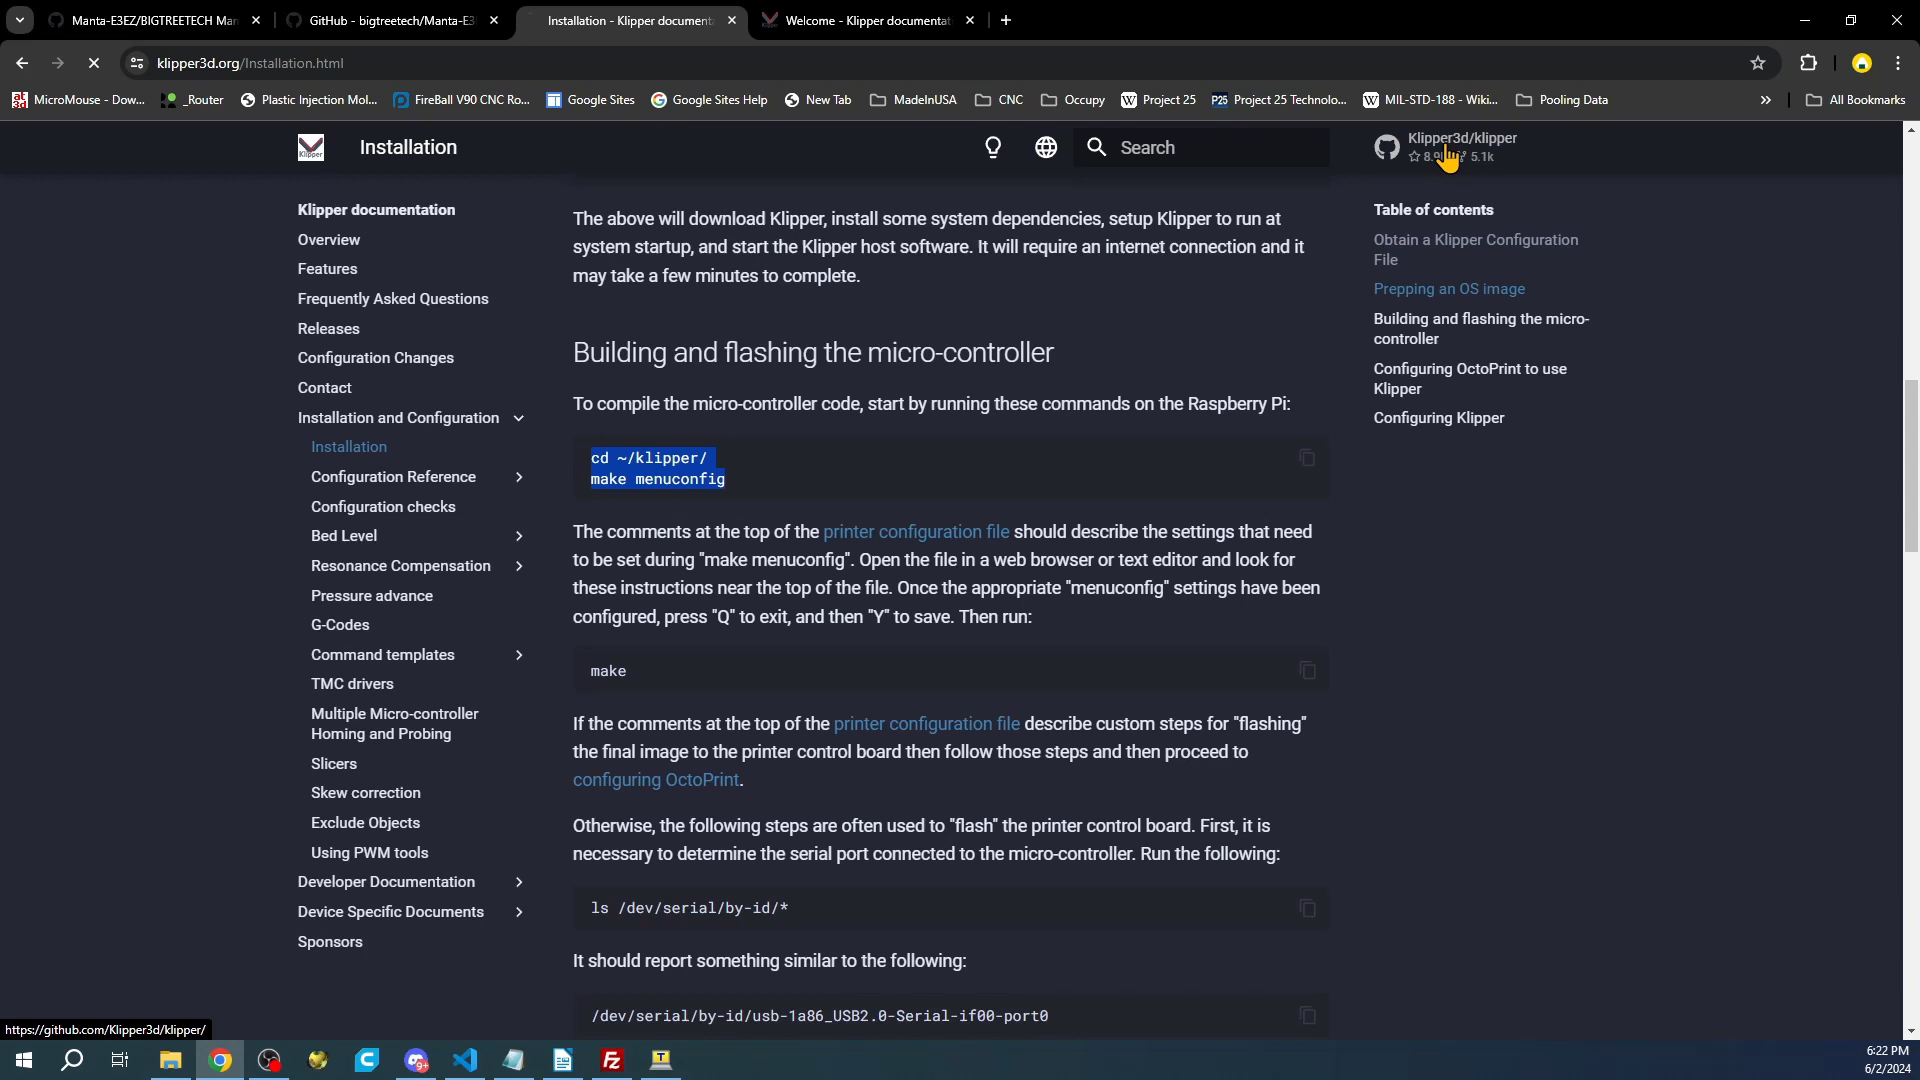 Manta-E3EZ/BIGTREETECH Man
GitHub - bigtreetech/Manta-E3
Installation - Klipper document
Welcome - Klipper documentat
klipper3d.org/Installation.html
MicroMouse - Dow...
_Router
Plastic Injection Mol...
FireBall V90 CNC Ro...
Google Sites
Google Sites Help
New Tab
MadeInUSA
CNC
Occupy
Project 25
Project 25 Technolo...
MIL-STD-188 - Wiki...
Pooling Data
All Bookmarks
Klipper
Installation
Search
Klipper3d/klipper
5.1k
Klipper documentation
Overview
Features
Frequently Asked Questions
Releases
Configuration Changes
Contact
Installation and Configuration
Installation
Configuration Reference
Configuration checks
Bed Level
Resonance Compensation
Pressure advance
G-Codes
Command templates
TMC drivers
Multiple Micro-controller
Homing and Probing
Slicers
Skew correction
Exclude Objects
Using PWM tools
Developer Documentation
Device Specific Documents
Sponsors
The above will download Klipper, install some system dependencies, setup Klipper to run at
system startup, and start the Klipper host software. It will require an internet connection and it
may take a few minutes to complete.
Building and flashing the micro-controller
To compile the micro-controller code, start by running these commands on the Raspberry Pi:
cd ~/klipper/
make menuconfig
The comments at the top of the printer configuration file should describe the settings that need
to be set during "make menuconfig". Open the file in a web browser or text editor and look for
these instructions near the top of the file. Once the appropriate "menuconfig" settings have been
configured, press "Q" to exit, and then "Y" to save. Then run:
make
If the comments at the top of the printer configuration file describe custom steps for "flashing"
the final image to the printer control board then follow those steps and then proceed to
configuring OctoPrint.
Otherwise, the following steps are often used to "flash" the printer control board. First, it is
necessary to determine the serial port connected to the micro-controller. Run the following:
ls /dev/serial/by-id/*
It should report something similar to the following:
/dev/serial/by-id/usb-1a86_USB2.0-Serial-if00-port0
Table of contents
Obtain a Klipper Configuration
File
Prepping an OS image
Building and flashing the micro-
controller
Configuring OctoPrint to use
Klipper
Configuring Klipper
https://github.com/Klipper3d/klipper/
6:22 PM
6/2/2024